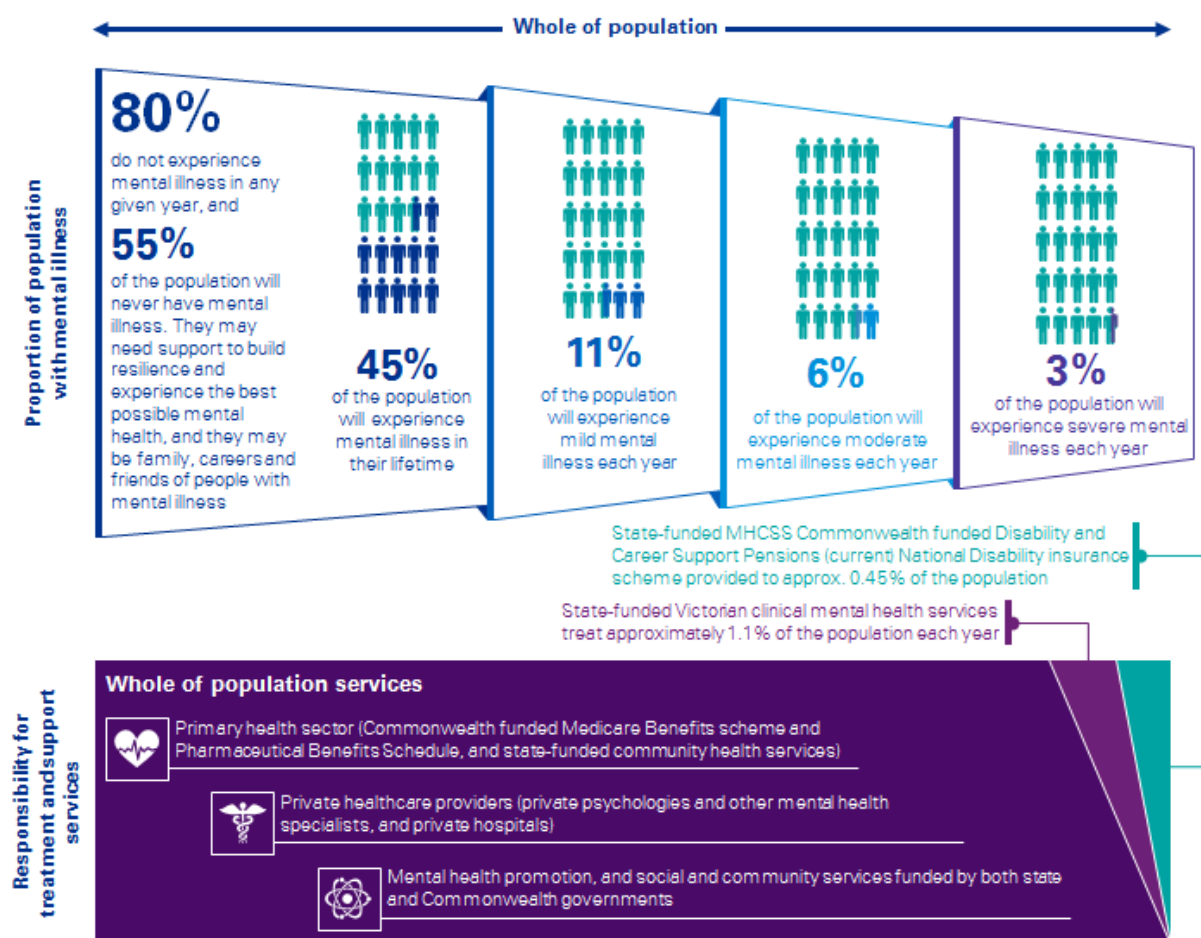 Whole of population
Proportion of population
with mental illness
80%
do not experience
mental illness in any
given year, and
55%
of the population will
never have mental
illness. They may
need support to build
resilience and
experience the best
possible mental
health, and they may
be family, careers and
friends of people with
mental illness
45%
of the population
will experience
mental illness in
their lifetime
11%
of the population
will experience
mild mental
illness each year
6%
of the population will
experience moderate
mental illness each year
3%
of the population will
experience severe mental
illness each year
State-funded MHCSS Commonwealth funded Disability and
Career Support Pensions (current) National Disability insurance
scheme provided to approx. 0.45% of the population
State-funded Victorian clinical mental health services
treat approximately 1.1% of the population each year
Responsibility for
treatment and support
services
Whole of population services
Primary health sector (Commonwealth funded Medicare Benefits scheme and
Pharmaceutical Benefits Schedule, and state-funded community health services)
Private healthcare providers (private psychologies and other mental health
specialists, and private hospitals)
Mental health promotion, and social and community services funded by both state
and Commonwealth governments